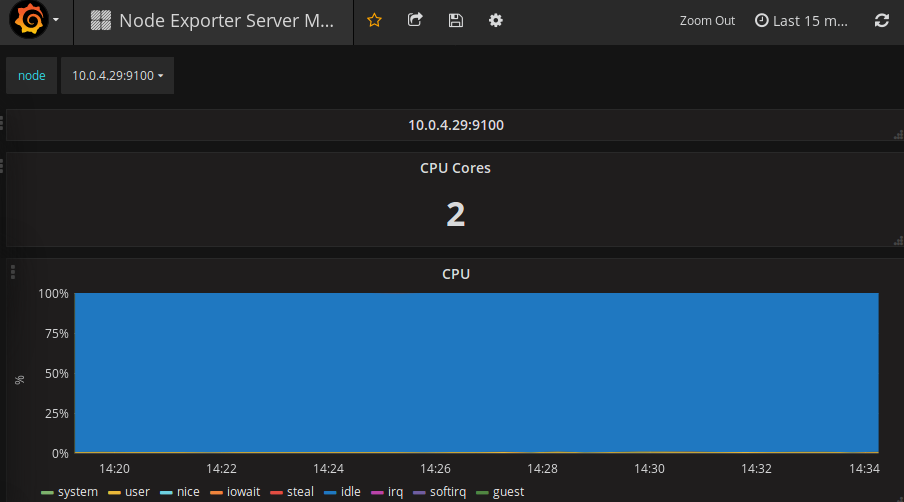 Node Exporter Server M... Zoom Out Last 15 m...
node 10.0.4.29:9100
10.0.4.29:9100
CPU Cores
2
CPU
100%
75%
50%
25%
0%
%
14:20 14:22 14:24 14:26 14:28 14:30 14:32 14:34
system user nice iowait steal idle irq softirq guest